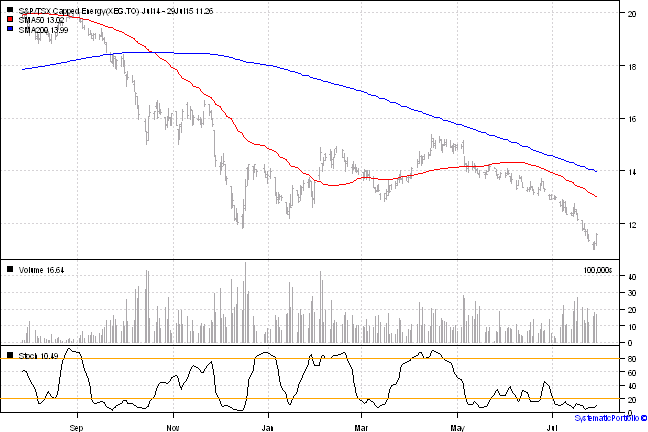 S&P/TSX Capped Energy(XEG.TO) Jul14 - 29Jul15 11.26
SMA50 13.02
SMA200 13.99
20
18
16
14
12
Volume 16.64
100,000s
40
30
20
10
0
Stoch 10.49
80
60
40
20
0
Sep Nov Jan Mar May Jul
SystematicPortfolio ©